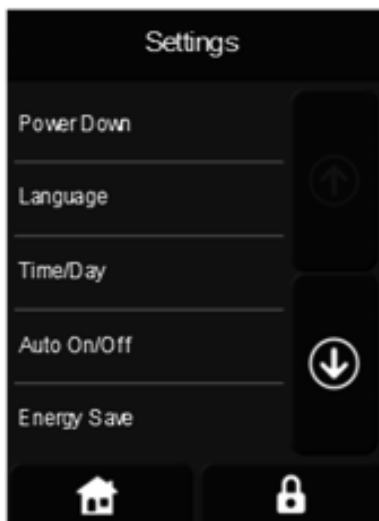 Settings
Power Down
Language
Time/Day
Auto On/Off
Energy Save